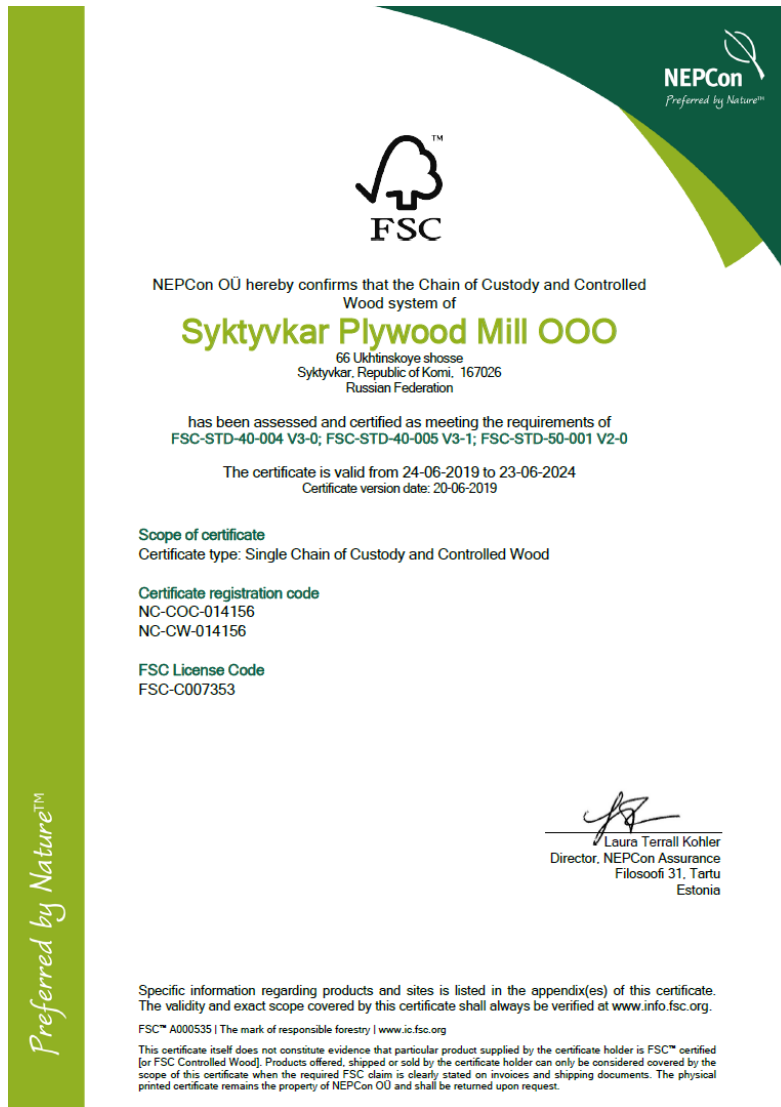 NEPCon
Preferred by Nature™
™
FSC
NEPCon OÜ hereby confirms that the Chain of Custody and Controlled
Wood system of
Syktyvkar Plywood Mill OOO
66 Ukhtinskoye shosse
Syktyvkar, Republic of Komi,  167026
Russian Federation
has been assessed and certified as meeting the requirements of
FSC-STD-40-004 V3-0; FSC-STD-40-005 V3-1; FSC-STD-50-001 V2-0
The certificate is valid from 24-06-2019 to 23-06-2024
Certificate version date: 20-06-2019
Scope of certificate
Certificate type: Single Chain of Custody and Controlled Wood
Certificate registration code
NC-COC-014156
NC-CW-014156
FSC License Code
FSC-C007353
Laura Terrall Kohler
Director, NEPCon Assurance
Filosoofi 31, Tartu
Estonia
Preferred by Nature™
Specific information regarding products and sites is listed in the appendix(es) of this certificate.
The validity and exact scope covered by this certificate shall always be verified at www.info.fsc.org.
FSC™ A000535 | The mark of responsible forestry | www.ic.fsc.org
This certificate itself does not constitute evidence that particular product supplied by the certificate holder is FSC™ certified
[or FSC Controlled Wood]. Products offered, shipped or sold by the certificate holder can only be considered covered by the
scope of this certificate when the required FSC claim is clearly stated on invoices and shipping documents. The physical
printed certificate remains the property of NEPCon OÜ and shall be returned upon request.